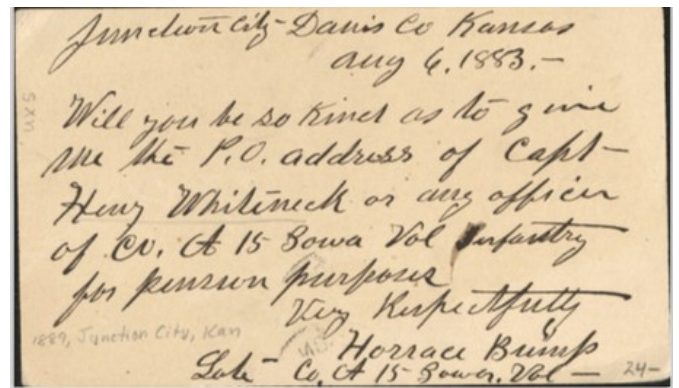 Junction City - Davis Co Kansas
Aug 6, 1883. -
Will you be so kind as to give
me the P.O. address of Capt -
Henry Whiteneck or any officer
of Co. A 15 Iowa Vol Infantry
for pension purposes
Very Respectfully
Horrace Bump
Late Co. A 15 Iowa. Vol -
1889, Junction City, Kan
24-